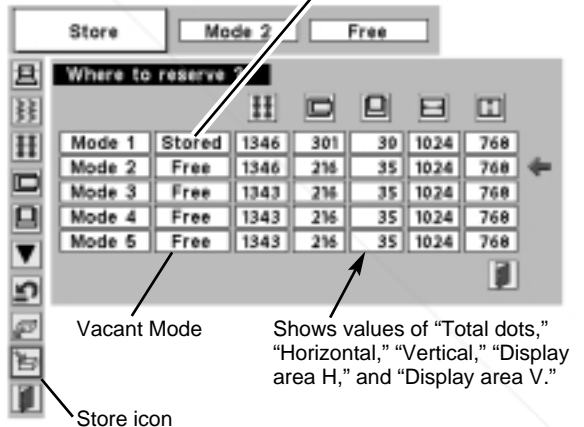 Store Mode 2 Free
Where to reserve ?
Mode 1 Stored 1346 301 30 1024 768
Mode 2 Free 1346 216 35 1024 768
Mode 3 Free 1343 216 35 1024 768
Mode 4 Free 1343 216 35 1024 768
Mode 5 Free 1343 216 35 1024 768
Vacant Mode
Shows values of “Total dots,”
“Horizontal,” “Vertical,” “Display
area H,” and “Display area V.”
Store icon